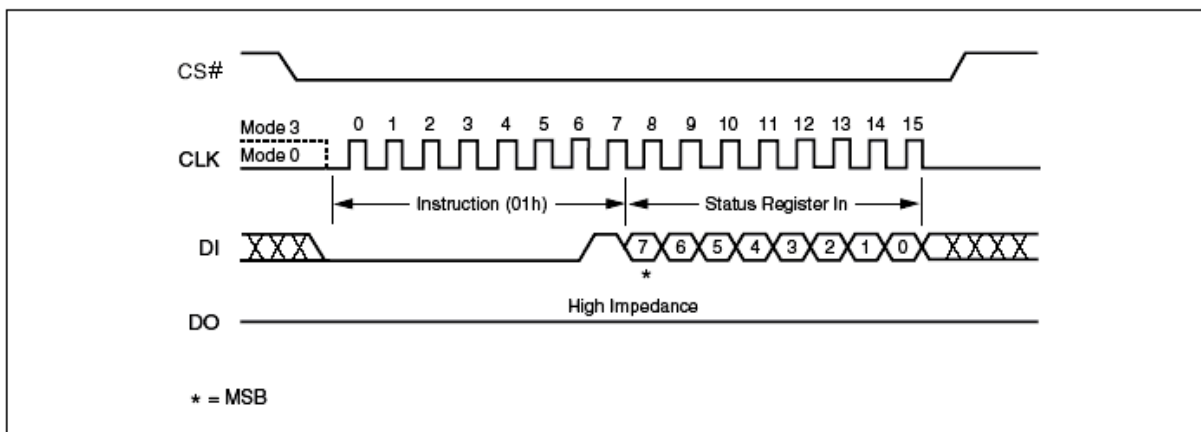 CS#
Mode 3
0 1 2 3 4 5 6 7 8 9 10 11 12 13 14 15
CLK
Mode 0
Instruction (01h)
Status Register In
DI
7 6 5 4 3 2 1 0
*
High Impedance
DO
* = MSB